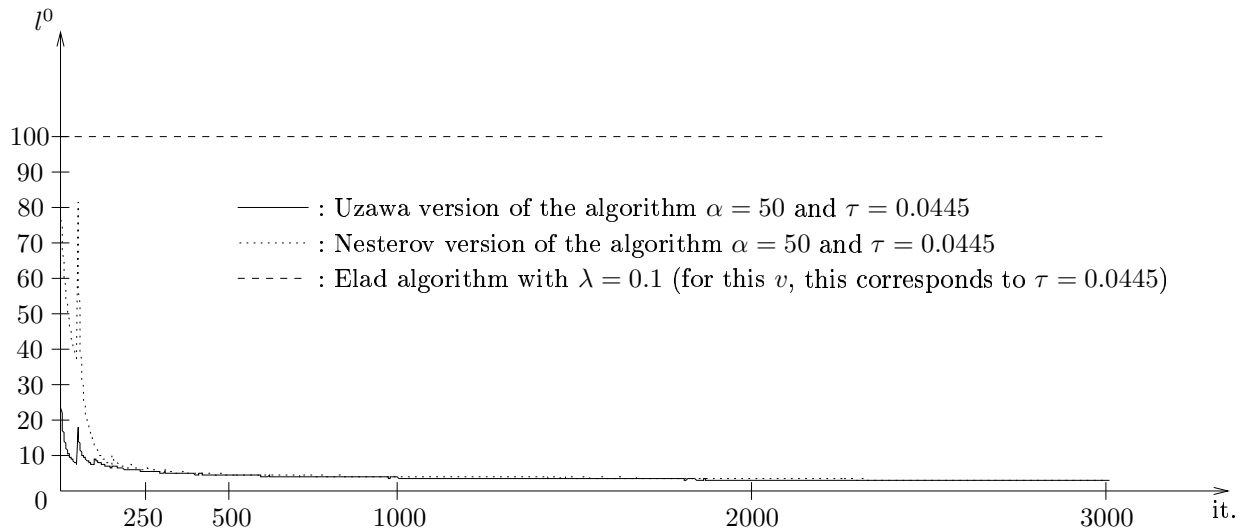 l⁰
100
90
80
70
60
50
40
30
20
10
0
: Uzawa version of the algorithm α = 50 and τ = 0.0445
: Nesterov version of the algorithm α = 50 and τ = 0.0445
: Elad algorithm with λ = 0.1 (for this v, this corresponds to τ = 0.0445)
250 500 1000 2000 3000 it.